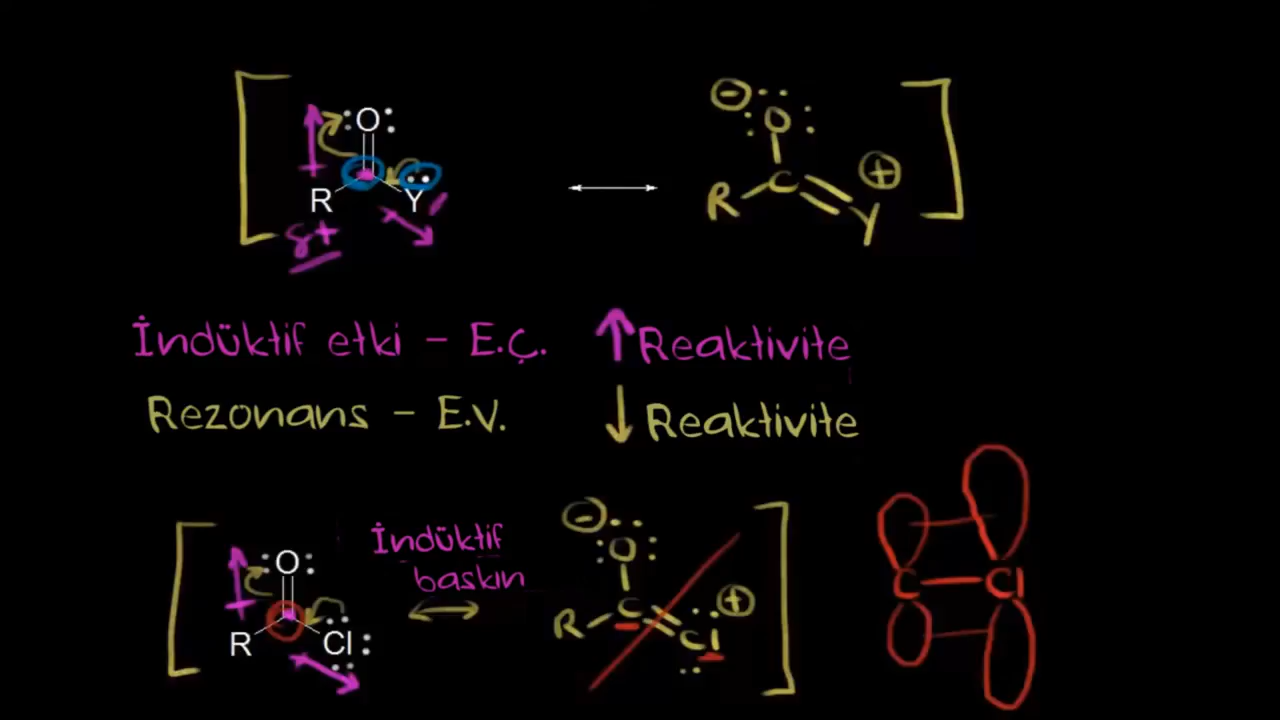 :O:
R Y
δ+
−
:O:
R C Y +
İndüktif etki – E.Ç. ↑Reaktivite
Rezonans – E.V. ↓ Reaktivite
:O:
R Cl:
İndüktif
baskın
−
:O:
R C Cl +
C Cl